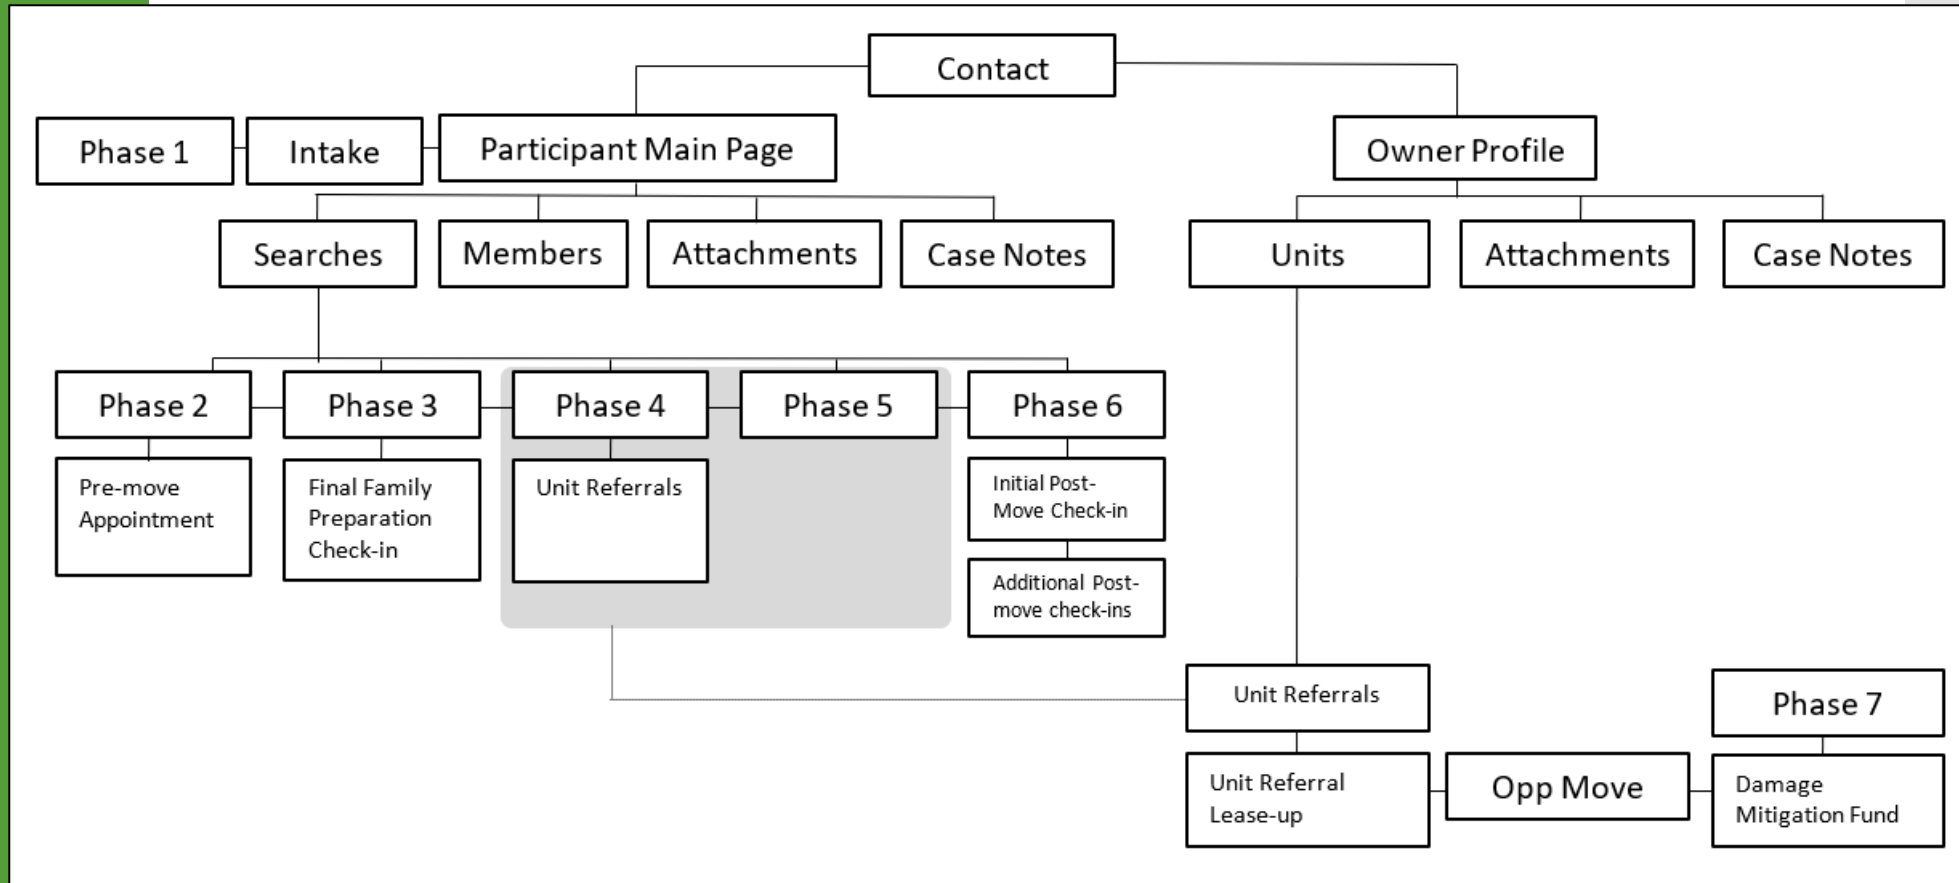 Contact
Phase 1
Intake
Participant Main Page
Owner Profile
Searches
Members
Attachments
Case Notes
Units
Attachments
Case Notes
Phase 2
Phase 3
Phase 4
Phase 5
Phase 6
Pre-move
Appointment
Final Family
Preparation
Check-in
Unit Referrals
Initial Post-
Move Check-in
Additional Post-
move check-ins
Unit Referrals
Phase 7
Unit Referral
Lease-up
Opp Move
Damage
Mitigation Fund